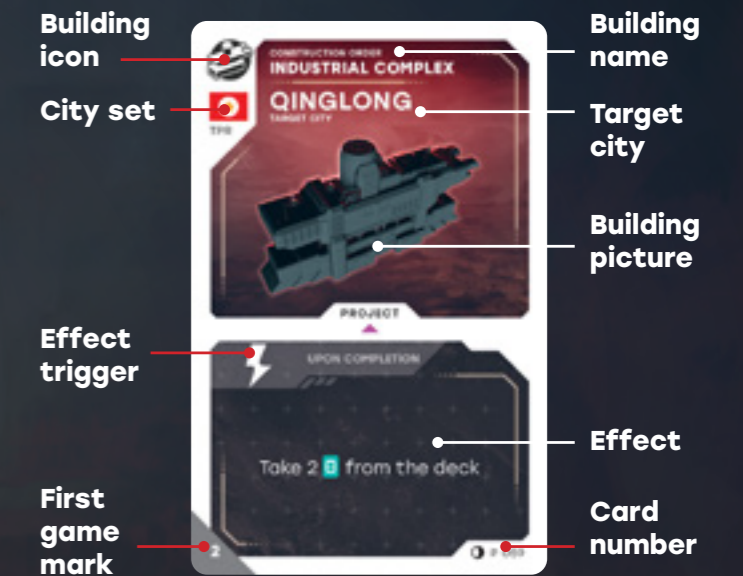 Building
icon
City set
Effect
trigger
First
game
mark
CONSTRUCTION ORDER
INDUSTRIAL COMPLEX
QINGLONG
TARGET CITY
TPR
PROJECT
UPON COMPLETION
Take 2 from the deck
2
Building
name
Target
city
Building
picture
Effect
Card
number